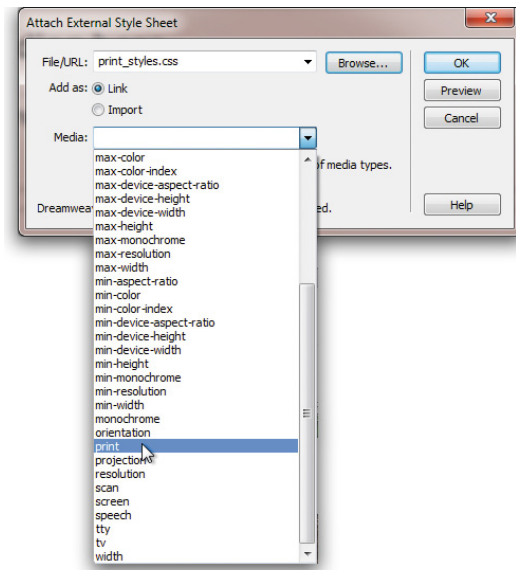 Attach External Style Sheet
File/URL: print_styles.css Browse... OK
Add as: Link Preview
Import Cancel
Media:
max-color
max-color-index of media types.
max-device-aspect-ratio
max-device-height
Dreamwea max-device-width ed. Help
max-height
max-monochrome
max-resolution
max-width
min-aspect-ratio
min-color
min-color-index
min-device-aspect-ratio
min-device-height
min-device-width
min-height
min-monochrome
min-resolution
min-width
monochrome
orientation
print
projection
resolution
scan
screen
speech
tty
tv
width